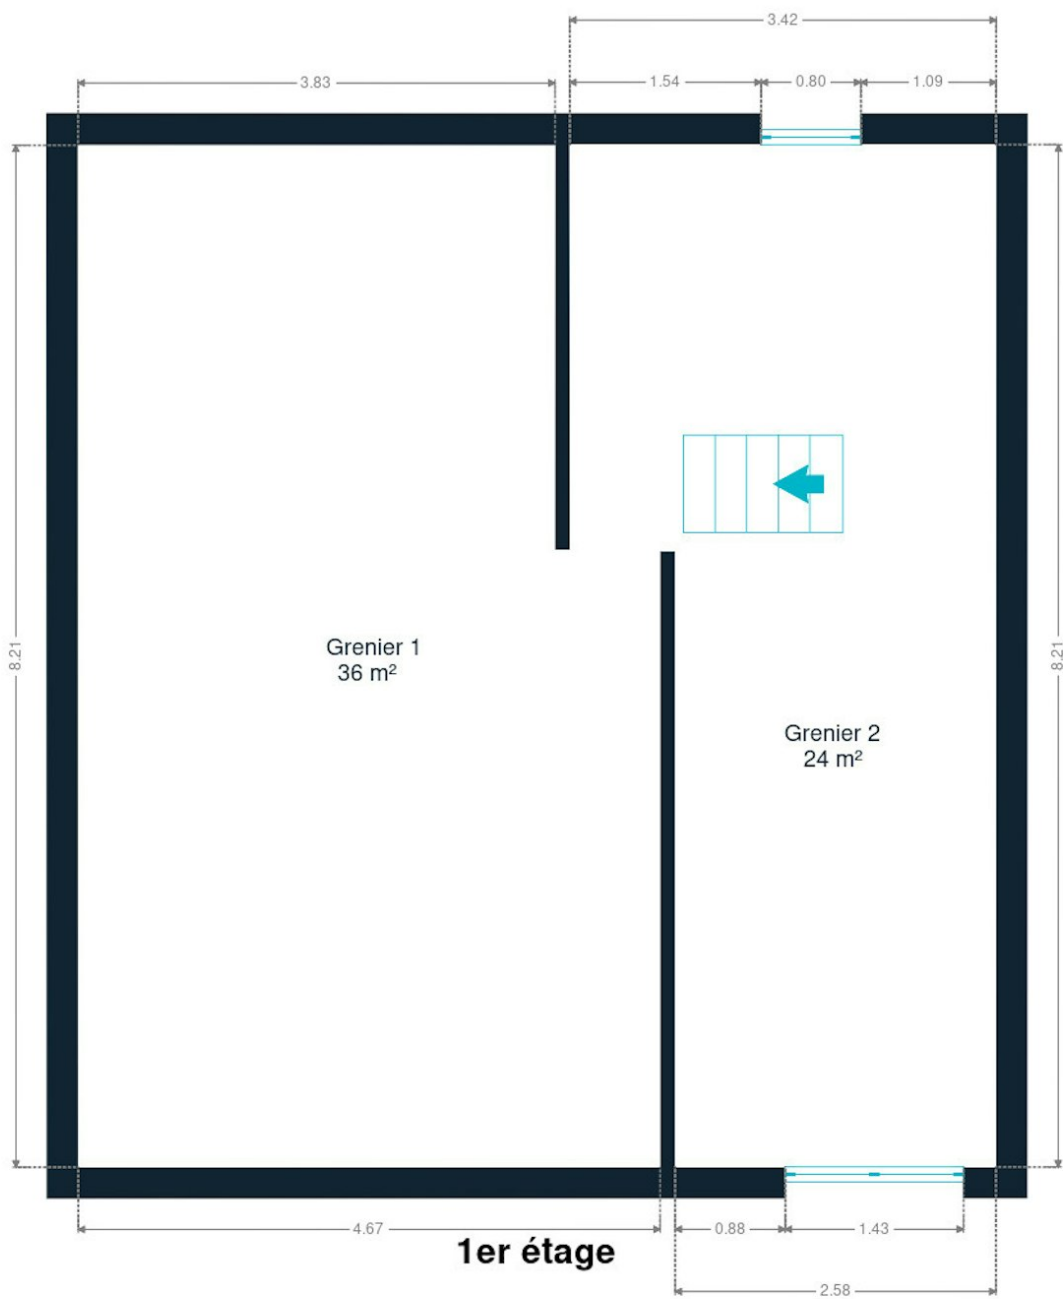 3.42
3.83
1.54
0.80
1.09
8.21
8.21
Grenier 1
36 m²
Grenier 2
24 m²
4.67
0.88
1.43
1er étage
2.58